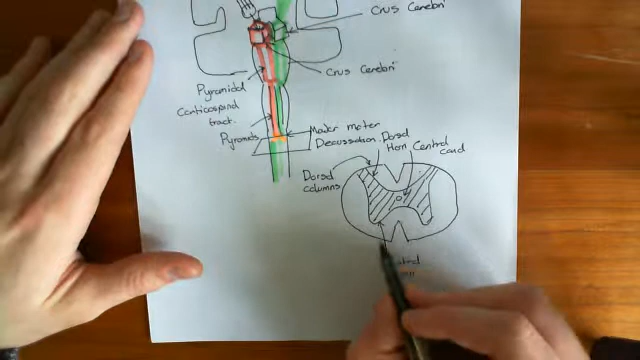 Crus Cerebri
Crus Cerebri
Pyramidal
Corticospinal
tract.
Pyramids
Major motor
Decussation.
Dorsal
Horn
Central
canal
Dorsal
columns